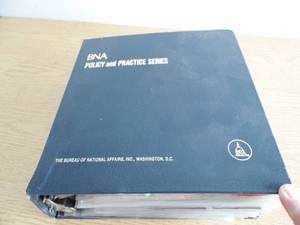 BNA
POLICY and PRACTICE SERIES
THE BUREAU OF NATIONAL AFFAIRS, INC., WASHINGTON, D.C.